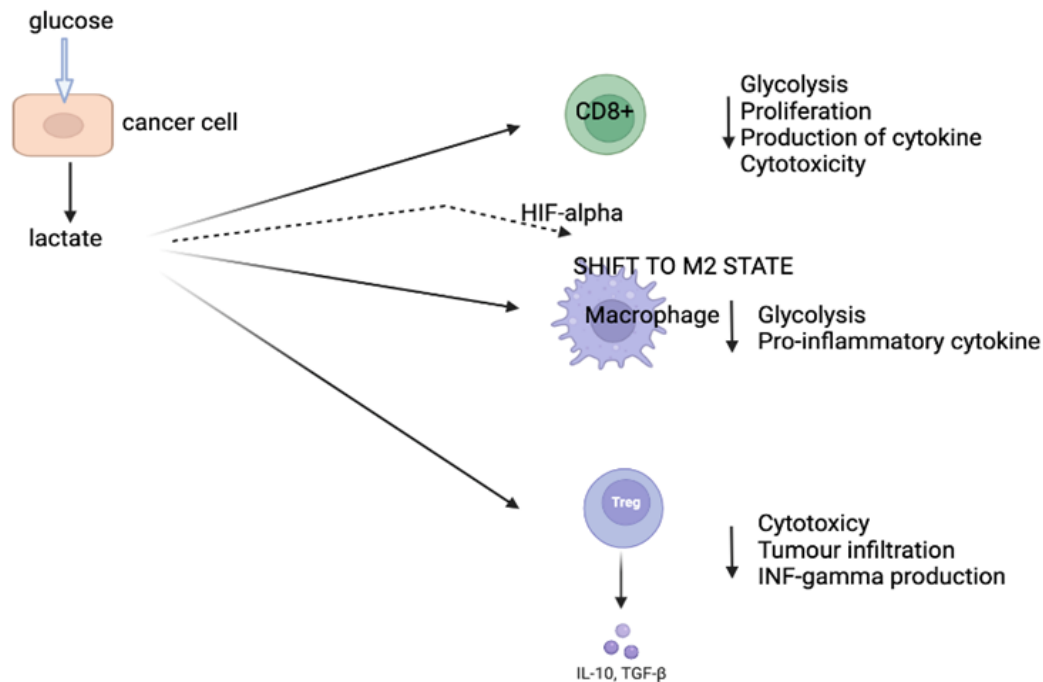 glucose
cancer cell
lactate
CD8+
Glycolysis
Proliferation
Production of cytokine
Cytotoxicity
HIF-alpha
SHIFT TO M2 STATE
Macrophage
Glycolysis
Pro-inflammatory cytokine
Treg
Cytotoxicy
Tumour infiltration
INF-gamma production
IL-10, TGF-β